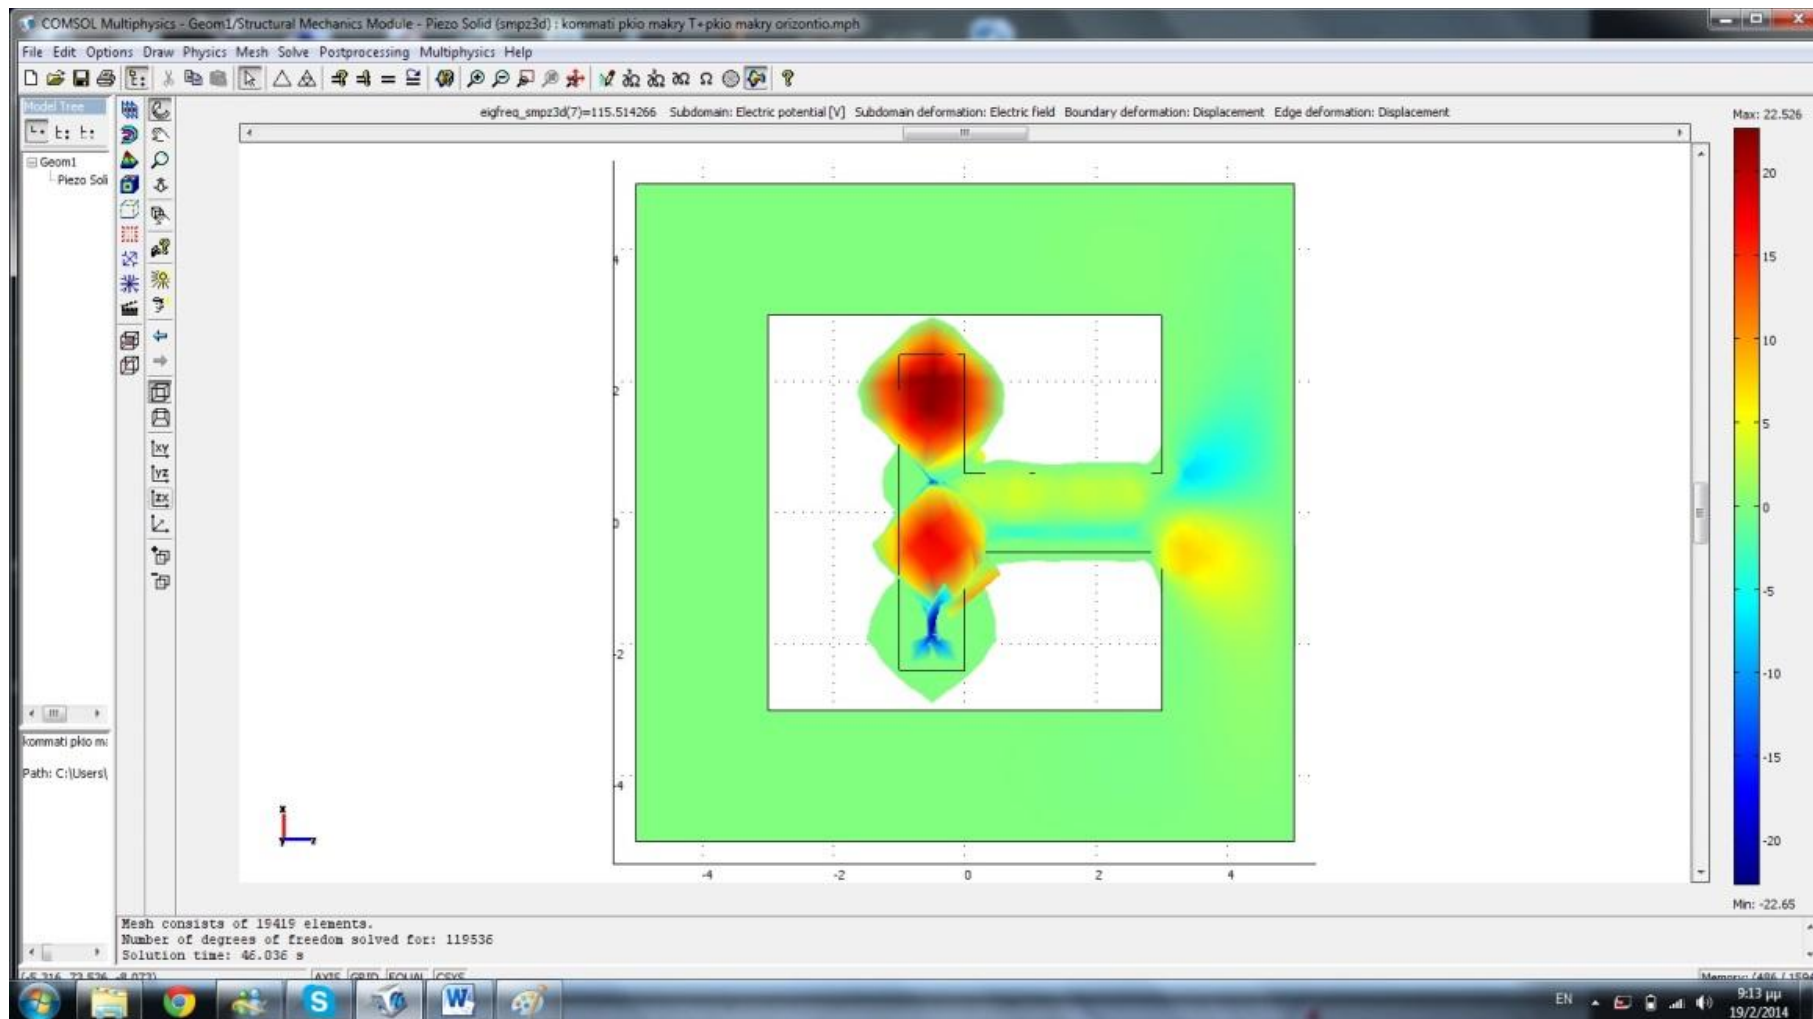 COMSOL Multiphysics - Geom1/Structural Mechanics Module - Piezo Solid (smpz3d) : kommati pkio makry T+pkio makry orizontio.mph
File Edit Options Draw Physics Mesh Solve Postprocessing Multiphysics Help
Model Tree
Geom1
Piezo Soli
eigfreq_smpz3d(7)=115.514266 Subdomain: Electric potential [V] Subdomain deformation: Electric field Boundary deformation: Displacement Edge deformation: Displacement
Max: 22.526
20
15
10
5
0
-5
-10
-15
-20
Min: -22.65
4
2
0
-2
-4
-4
-2
0
2
4
x
y
z
xy
yz
zx
kommati pkio ma
Path: C:\Users\
Mesh consists of 19419 elements.
Number of degrees of freedom solved for: 119536
Solution time: 46.036 s
AXIS GRID EQUAL CSYS
EN
9:13 μμ
19/2/2014